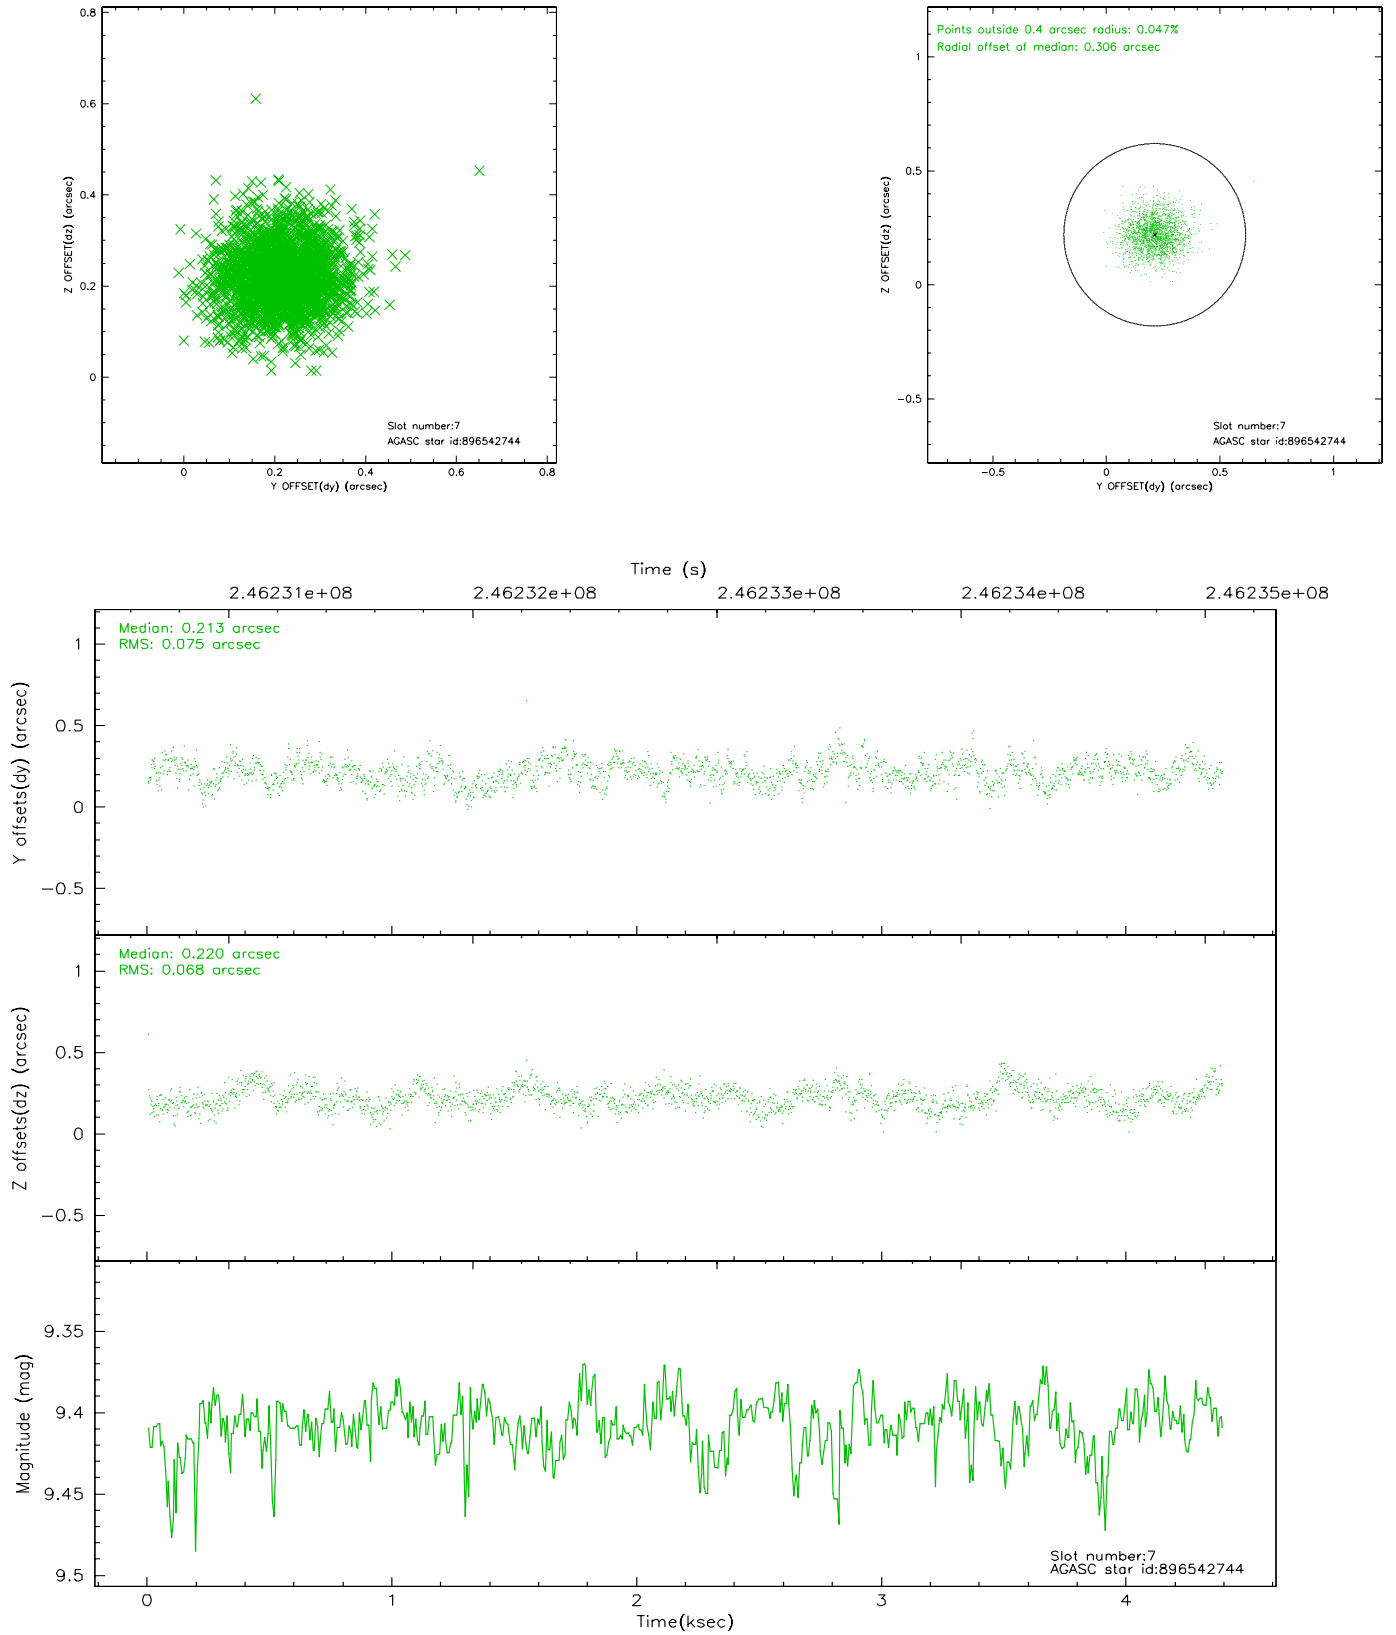 0.8
0.6
0.4
0.2
0
Z OFFSET(dz) (arcsec)
Slot number:7
AGASC star id:896542744
0 0.2 0.4 0.6 0.8
Y OFFSET(dy) (arcsec)
Points outside 0.4 arcsec radius: 0.047%
Radial offset of median: 0.306 arcsec
1
0.5
0
−0.5
Z OFFSET(dz) (arcsec)
Slot number:7
AGASC star id:896542744
−0.5 0 0.5 1
Y OFFSET(dy) (arcsec)
Time (s)
2.46231e+08 2.46232e+08 2.46233e+08 2.46234e+08 2.46235e+08
Median: 0.213 arcsec
RMS: 0.075 arcsec
1
0.5
0
−0.5
Y offsets(dy) (arcsec)
Median: 0.220 arcsec
RMS: 0.068 arcsec
1
0.5
0
−0.5
Z offsets(dz) (arcsec)
9.35
9.4
9.45
9.5
Magnitude (mag)
Slot number:7
AGASC star id:896542744
0 1 2 3 4
Time(ksec)